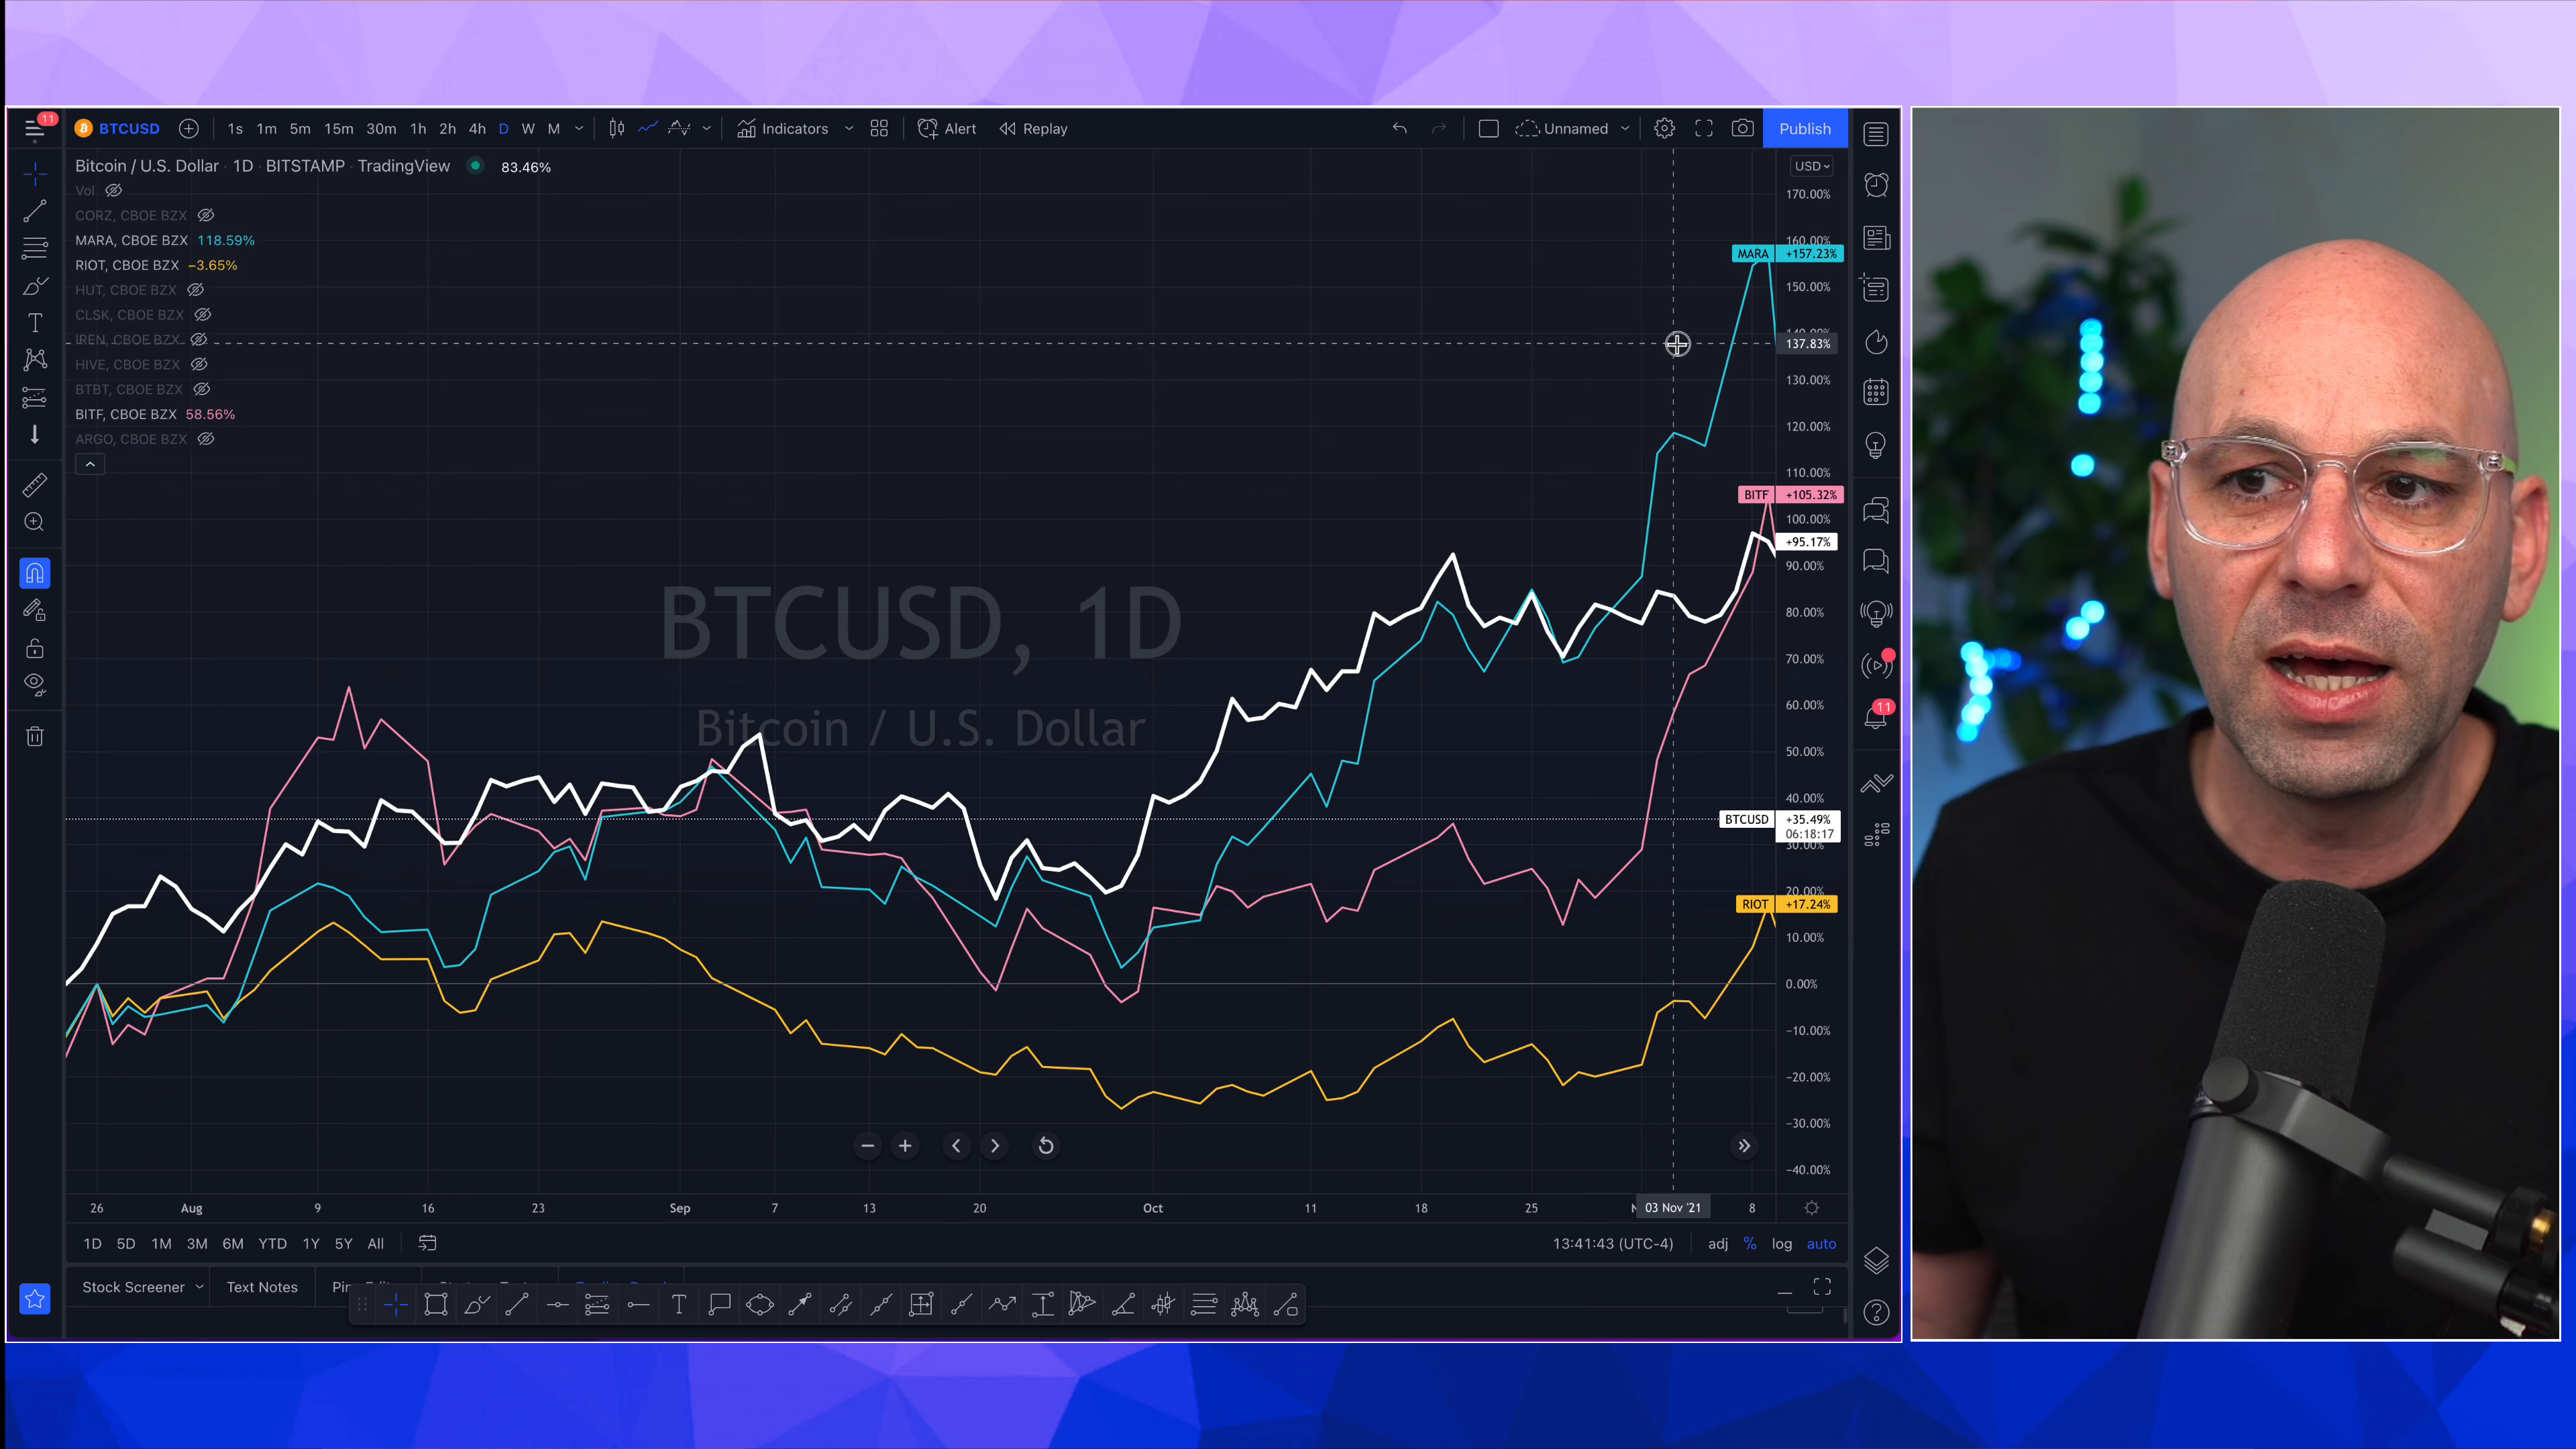 11
BTCUSD 1s 1m 5m 15m 30m 1h 2h 4h D W M Indicators Alert Replay Unnamed Publish
Bitcoin / U.S. Dollar · 1D · BITSTAMP · TradingView 83.46%
USD
Vol
CORZ, CBOE BZX
MARA, CBOE BZX 118.59%
RIOT, CBOE BZX −3.65%
HUT, CBOE BZX
CLSK, CBOE BZX
IREN, CBOE BZX
HIVE, CBOE BZX
BTBT, CBOE BZX
BITF, CBOE BZX 58.56%
ARGO, CBOE BZX
BTCUSD, 1D
Bitcoin / U.S. Dollar
170.00%
160.00%
MARA +157.23%
150.00%
140.00%
137.83%
130.00%
120.00%
110.00%
BITF +105.32%
100.00%
+95.17%
90.00%
80.00%
70.00%
60.00%
50.00%
40.00%
BTCUSD +35.49%
06:18:17
30.00%
20.00%
RIOT +17.24%
10.00%
0.00%
−10.00%
−20.00%
−30.00%
−40.00%
11
26 Aug 9 16 23 Sep 7 13 20 Oct 11 18 25 03 Nov '21 8
1D 5D 1M 3M 6M YTD 1Y 5Y All 13:41:43 (UTC-4) adj % log auto
Stock Screener Text Notes